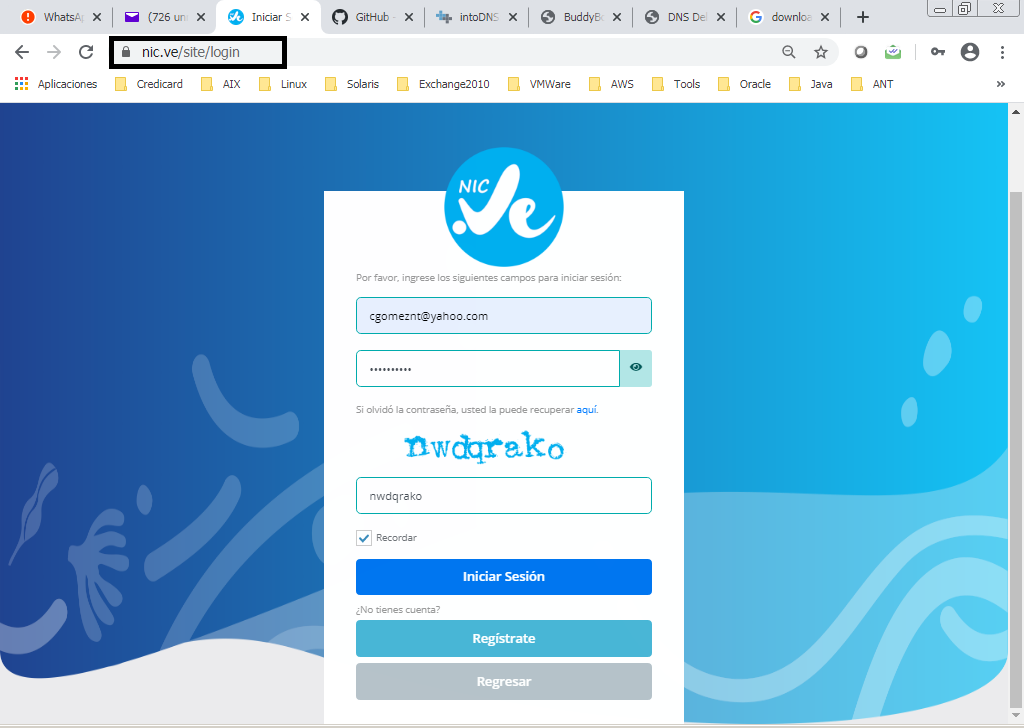 WhatsA
(726 un
Iniciar S
GitHub
intoDNS
BuddyB
DNS De
downloa
nic.ve/site/login
Aplicaciones
Credicard
AIX
Linux
Solaris
Exchange2010
VMWare
AWS
Tools
Oracle
Java
ANT
»
NIC
.ve
Por favor, ingrese los siguientes campos para iniciar sesión:
cgomeznt@yahoo.com
••••••••••
Si olvidó la contraseña, usted la puede recuperar aquí.
nwdqrako
nwdqrako
Recordar
Iniciar Sesión
¿No tienes cuenta?
Regístrate
Regresar